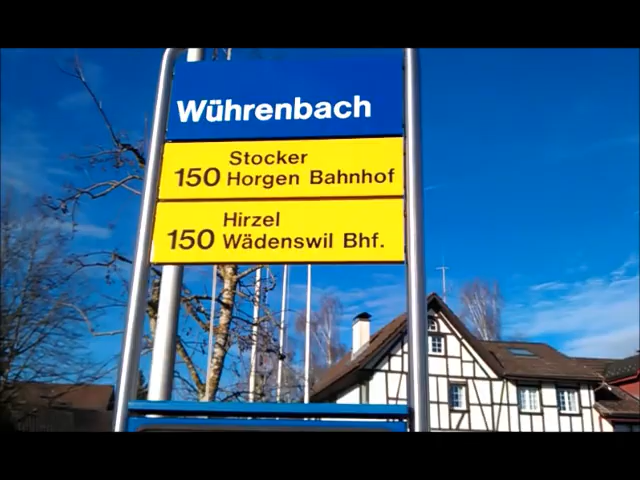 Wührenbach
Stocker
150 Horgen Bahnhof
Hirzel
150 Wädenswil Bhf.